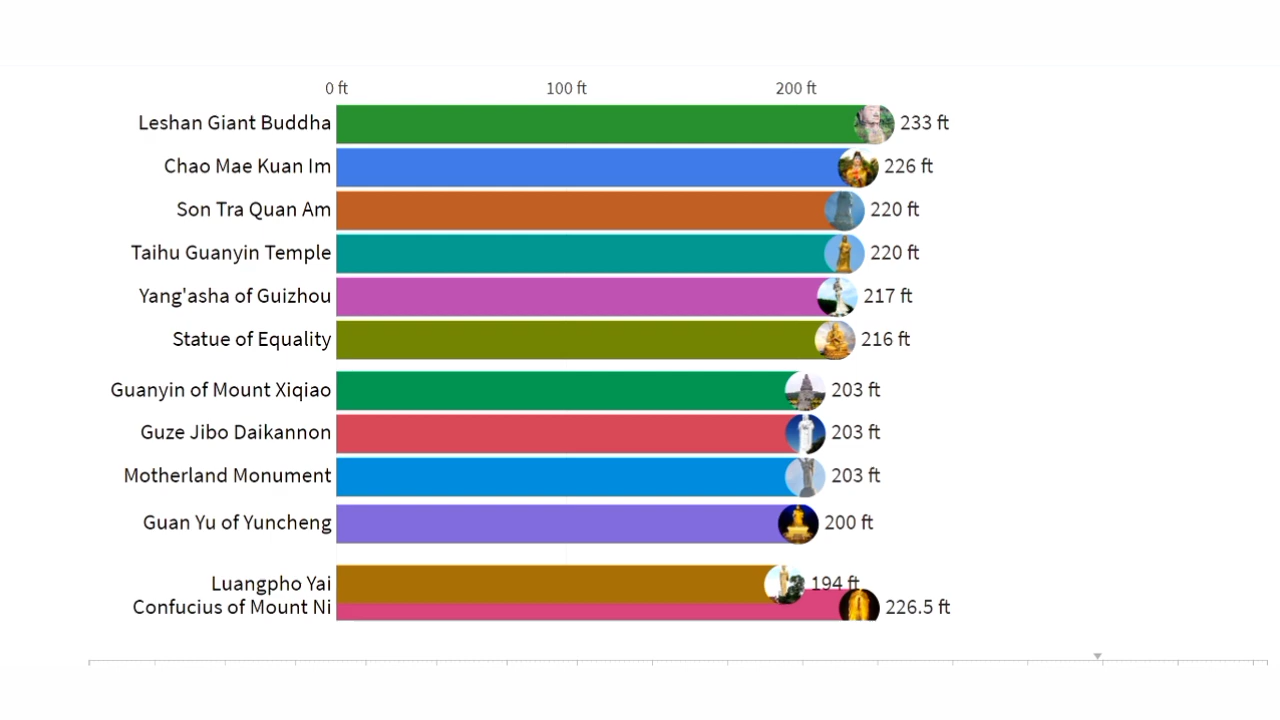 0 ft 100 ft 200 ft
Leshan Giant Buddha 233 ft
Chao Mae Kuan Im 226 ft
Son Tra Quan Am 220 ft
Taihu Guanyin Temple 220 ft
Yang'asha of Guizhou 217 ft
Statue of Equality 216 ft
Guanyin of Mount Xiqiao 203 ft
Guze Jibo Daikannon 203 ft
Motherland Monument 203 ft
Guan Yu of Yuncheng 200 ft
Luangpho Yai 194 ft
Confucius of Mount Ni 226.5 ft